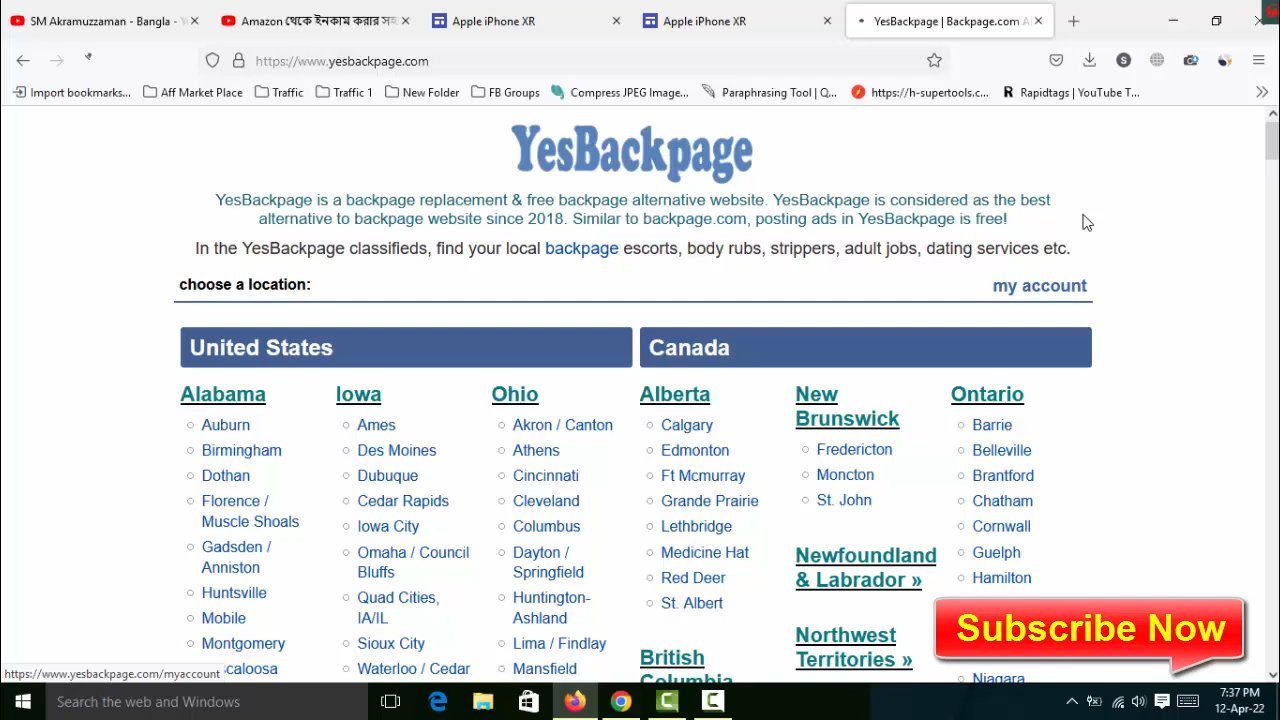 SM Akramuzzaman - Bangla -
Amazon থেকে ইনকাম করার সহ
Apple iPhone XR
Apple iPhone XR
YesBackpage | Backpage.com A
https://www.yesbackpage.com
Import bookmarks...
Aff Market Place
Traffic
Traffic 1
New Folder
FB Groups
Compress JPEG Image...
Paraphrasing Tool | Q...
https://h-supertools.c...
Rapidtags | YouTube T...
YesBackpage
YesBackpage is a backpage replacement & free backpage alternative website. YesBackpage is considered as the best
alternative to backpage website since 2018. Similar to backpage.com, posting ads in YesBackpage is free!
In the YesBackpage classifieds, find your local backpage escorts, body rubs, strippers, adult jobs, dating services etc.
choose a location:
my account
United States
Canada
Alabama
Auburn
Birmingham
Dothan
Florence /
Muscle Shoals
Gadsden /
Anniston
Huntsville
Mobile
Montgomery
Iowa
Ames
Des Moines
Dubuque
Cedar Rapids
Iowa City
Omaha / Council
Bluffs
Quad Cities,
IA/IL
Sioux City
Waterloo / Cedar
Ohio
Akron / Canton
Athens
Cincinnati
Cleveland
Columbus
Dayton /
Springfield
Huntington-
Ashland
Lima / Findlay
Mansfield
Alberta
Calgary
Edmonton
Ft Mcmurray
Grande Prairie
Lethbridge
Medicine Hat
Red Deer
St. Albert
British
Columbia
New
Brunswick
Fredericton
Moncton
St. John
Newfoundland
& Labrador »
Northwest
Territories »
Ontario
Barrie
Belleville
Brantford
Chatham
Cornwall
Guelph
Hamilton
Niagara
Subscribe Now
https://www.yesbackpage.com/myaccount
Search the web and Windows
7:37 PM
12-Apr-22